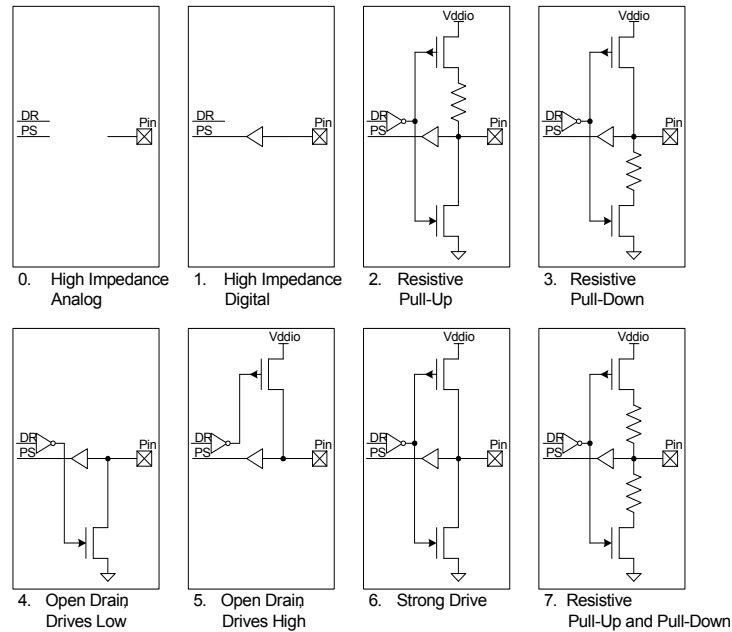 Vddio
Vddio
DR
PS
Pin
DR
PS
Pin
DR
PS
Pin
DR
PS
Pin
0. High Impedance
Analog
1. High Impedance
Digital
2. Resistive
Pull-Up
3. Resistive
Pull-Down
Vddio
Vddio
Vddio
DR
PS
Pin
DR
PS
Pin
DR
PS
Pin
DR
PS
Pin
4. Open Drain,
Drives Low
5. Open Drain,
Drives High
6. Strong Drive
7. Resistive
Pull-Up and Pull-Down